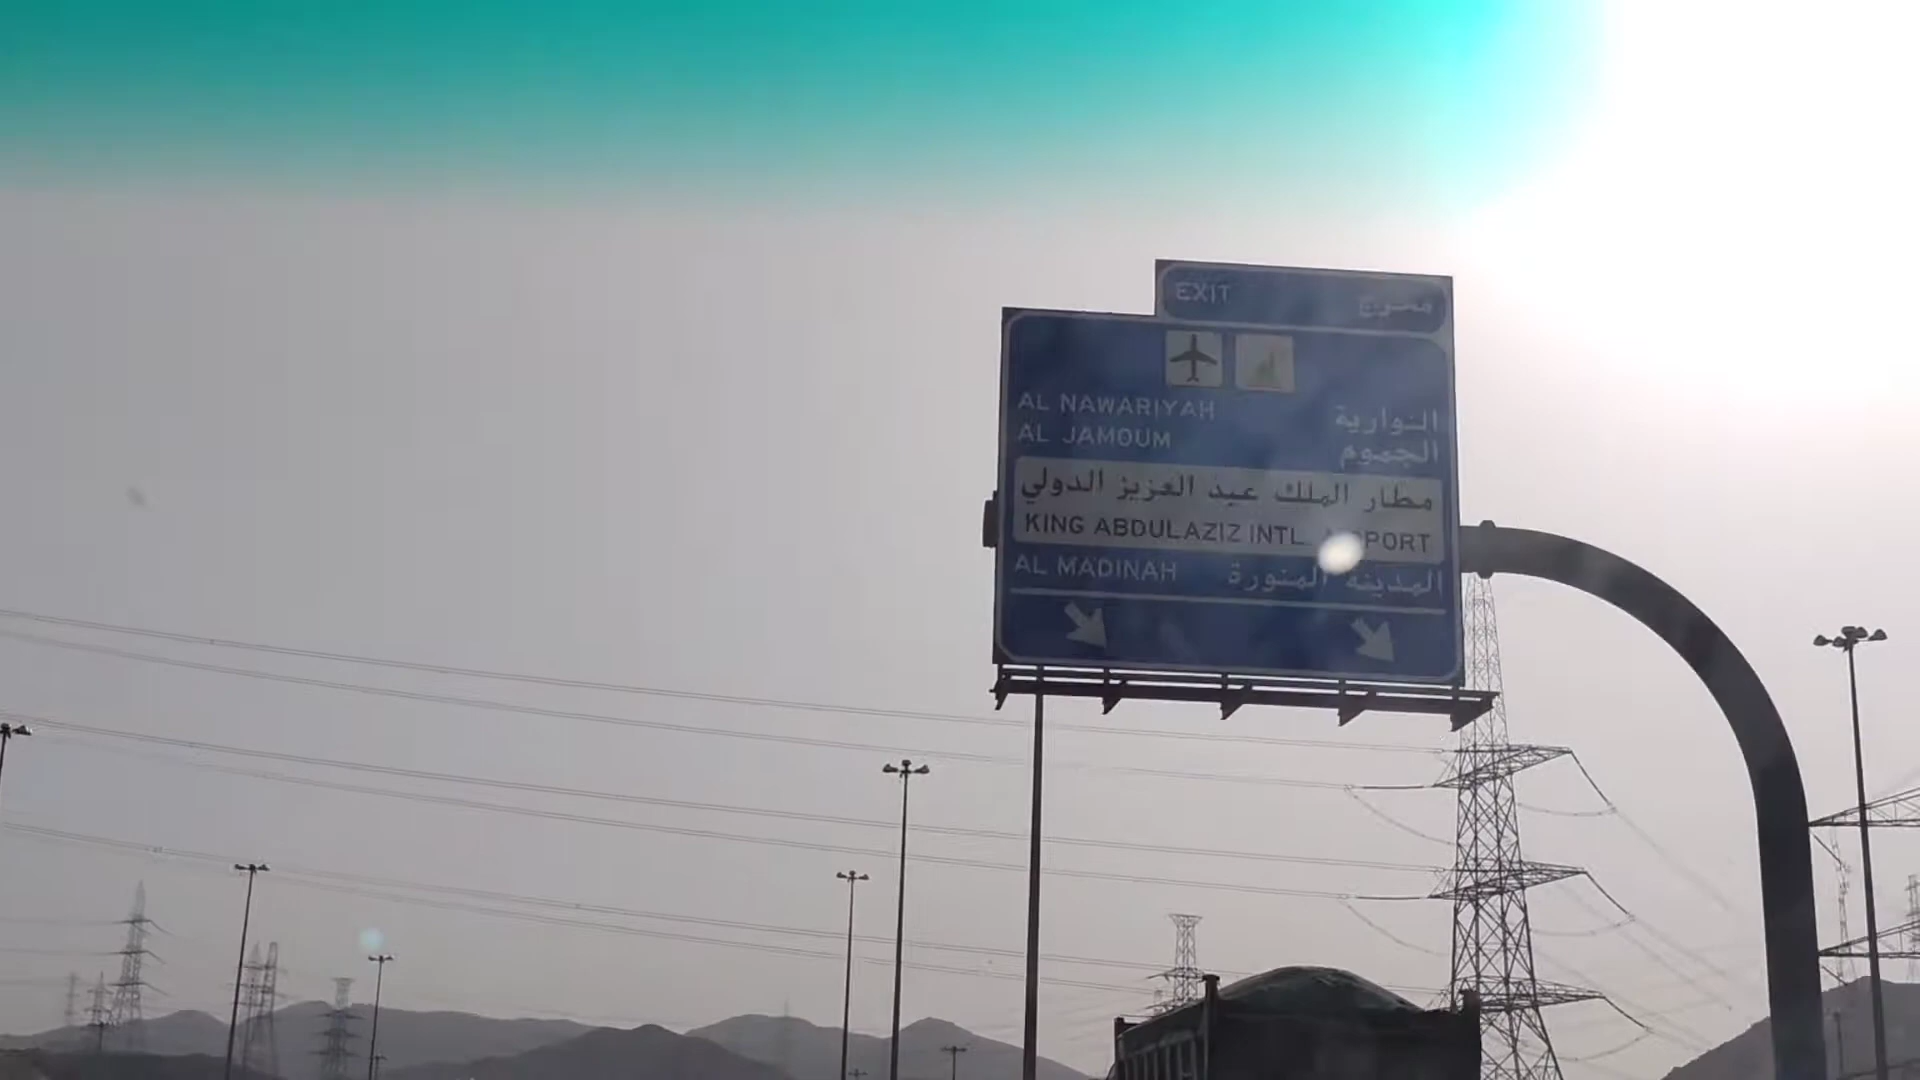 EXIT مخرج
AL NAWARIYAH النوارية
AL JAMOUM الجموم
مطار الملك عبد العزيز الدولي
KING ABDULAZIZ INTL. AIRPORT
AL MADINAH المدينة المنورة